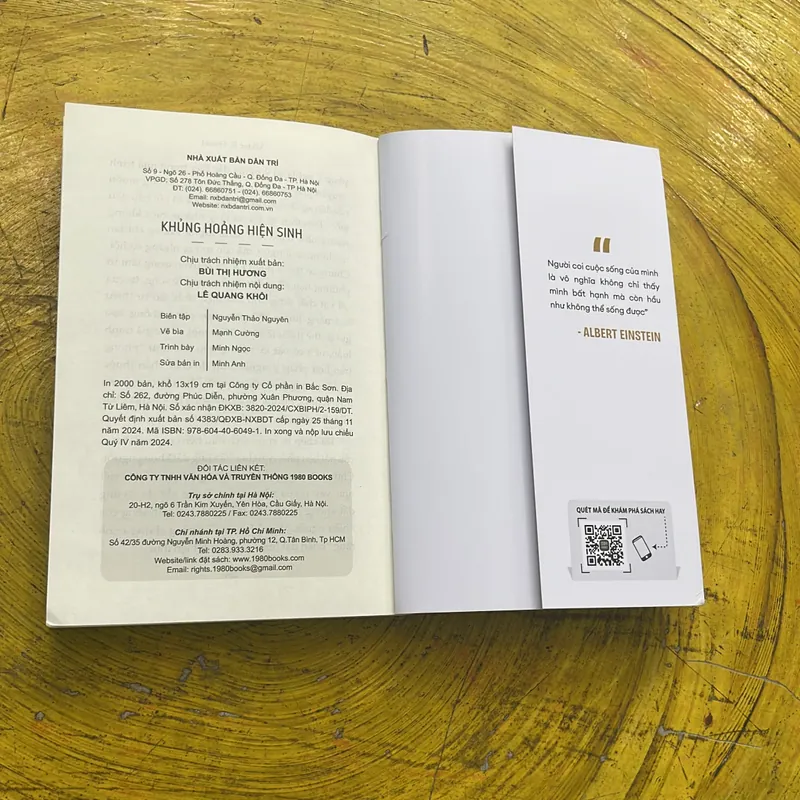 NHÀ XUẤT BẢN DÂN TRÍ
Số 9 - Ngõ 26 - Phố Hoàng Cầu - Q. Đống Đa - TP. Hà Nội
VPGD: Số 278 Tôn Đức Thắng, Q. Đống Đa - TP Hà Nội
ĐT: (024). 66860751 - (024). 66860753
Email: nxbdantri@gmail.com
Website: nxbdantri.com.vn
KHỦNG HOẢNG HIỆN SINH
Chịu trách nhiệm xuất bản:
BÙI THỊ HƯƠNG
Chịu trách nhiệm nội dung:
LÊ QUANG KHÔI
Biên tập Nguyễn Thảo Nguyên
Vẽ bìa Mạnh Cường
Trình bày Minh Ngọc
Sửa bản in Minh Anh
In 2000 bản, khổ 13x19 cm tại Công ty Cổ phần in Bắc Sơn. Địa
chỉ: Số 262, đường Phúc Diễn, phường Xuân Phương, quận Nam
Từ Liêm, Hà Nội. Số xác nhận ĐKXB: 3820-2024/CXBIPH/2-159/DT.
Quyết định xuất bản số 4383/QĐXB-NXBDT cấp ngày 25 tháng 11
năm 2024. Mã ISBN: 978-604-40-6049-1. In xong và nộp lưu chiểu
Quý IV năm 2024.
ĐỐI TÁC LIÊN KẾT:
CÔNG TY TNHH VĂN HÓA VÀ TRUYỀN THÔNG 1980 BOOKS
Trụ sở chính tại Hà Nội:
20-H2, ngõ 6 Trần Kim Xuyến, Yên Hòa, Cầu Giấy, Hà Nội.
Tel: 0243.7880225 / Fax: 0243.7880225
Chi nhánh tại TP. Hồ Chí Minh:
Số 42/35 đường Nguyễn Minh Hoàng, phường 12, Q.Tân Bình, Tp HCM
Tel: 0283.933.3216
Website/link đặt sách: www.1980books.com
Email: rights.1980books@gmail.com
“
Người coi cuộc sống của mình
là vô nghĩa không chỉ thấy
mình bất hạnh mà còn hầu
như không thể sống được”
- ALBERT EINSTEIN
QUÉT MÃ ĐỂ KHÁM PHÁ SÁCH HAY